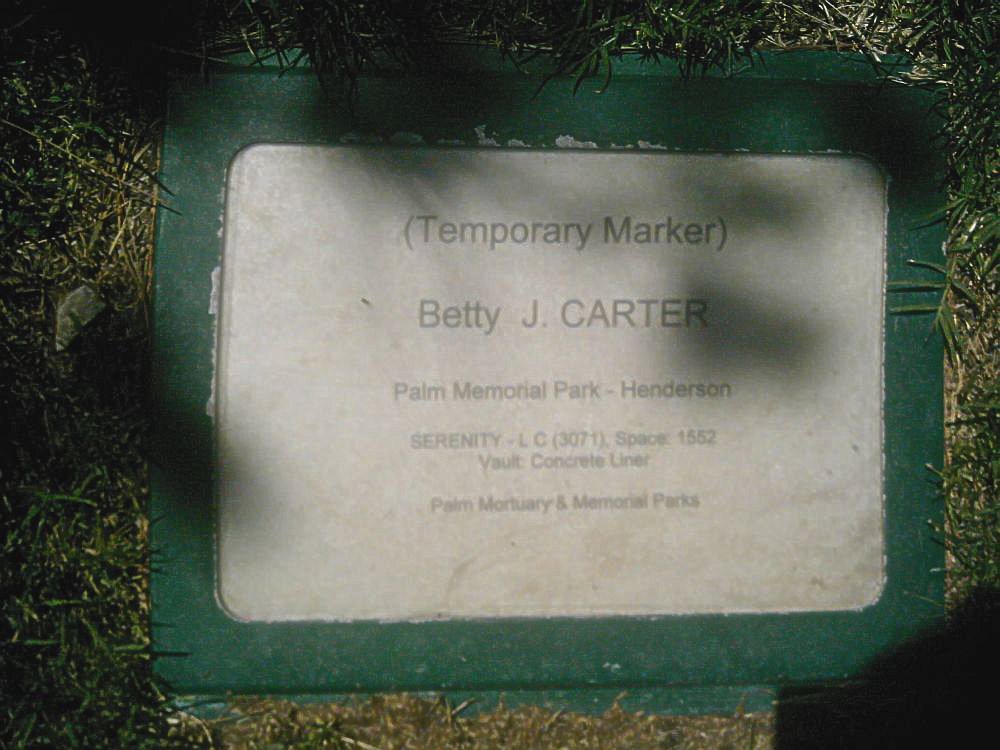 (Temporary Marker)
Betty J. CARTER
Palm Memorial Park - Henderson
SERENITY - L C (3071), Space: 1552
Vault: Concrete Liner
Palm Mortuary & Memorial Parks